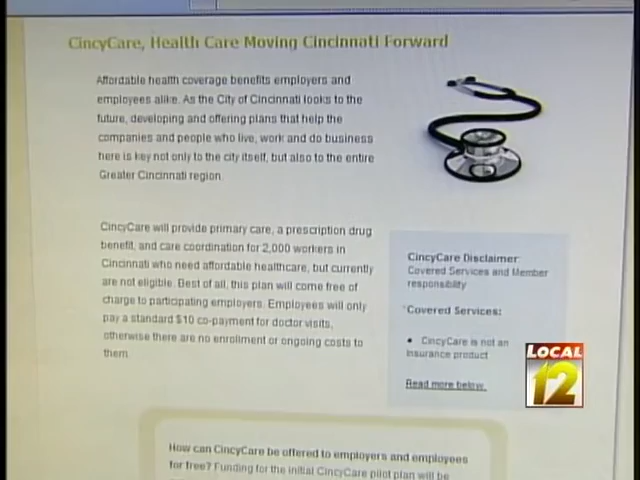 CincyCare, Health Care Moving Cincinnati Forward
Affordable health coverage benefits employers and
employees alike. As the City of Cincinnati looks to the
future, developing and offering plans that help the
companies and people who live, work and do business
here is key not only to the city itself, but also to the entire
Greater Cincinnati region.
CincyCare will provide primary care, a prescription drug
benefit, and care coordination for 2,000 workers in
Cincinnati who need affordable healthcare, but currently
are not eligible. Best of all, this plan will come free of
charge to participating employers. Employees will only
pay a standard $10 co-payment for doctor visits,
otherwise there are no enrollment or ongoing costs to
them.
CincyCare Disclaimer
Covered Services and Member
responsibility
"Covered Services:
• CincyCare is not an
insurance product
Read more below.
LOCAL
12
How can CincyCare be offered to employers and employees
for free? Funding for the initial CincyCare pilot plan will be